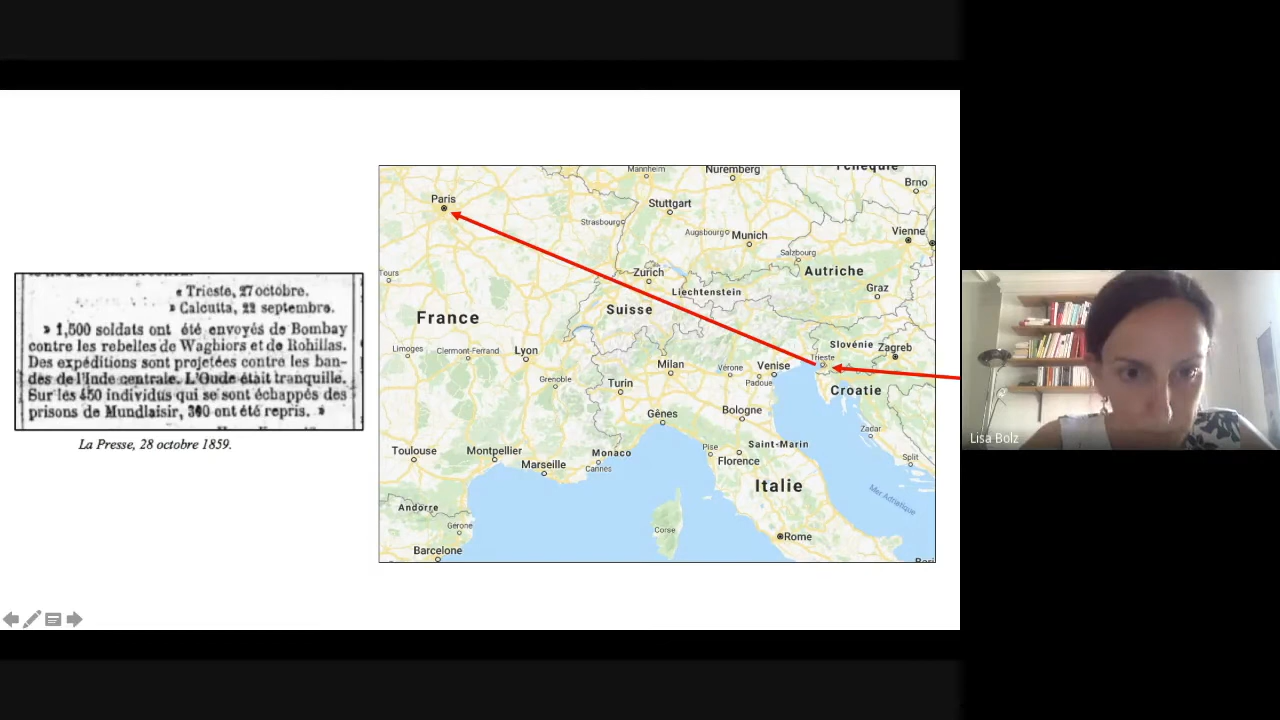 « Trieste, 27 octobre.
» Calcutta, 22 septembre.
» 1,500 soldats ont été envoyés de Bombay
contre les rebelles de Waghiors et de Rohillas.
Des expéditions sont projetées contre les ban-
des de l'Inde centrale. L'Oude était tranquille.
Sur les 450 individus qui se sont échappés des
prisons de Mundlaisir, 300 ont été repris. »
La Presse, 28 octobre 1859.
Mannheim
Nuremberg
Tchéquie
Brno
Paris
Stuttgart
Strasbourg
Augsbourg
Munich
Vienne
Salzbourg
Tours
Zurich
Autriche
Liechtenstein
Graz
France
Suisse
Limoges
Clermont-Ferrand
Lyon
Slovénie
Zagreb
Trieste
Milan
Vérone
Venise
Grenoble
Turin
Padoue
Croatie
Gênes
Bologne
Zadar
Toulouse
Montpellier
Monaco
Pise
Saint-Marin
Marseille
Cannes
Florence
Split
Italie
Mer Adriatique
Andorre
Gérone
Corse
Rome
Barcelone
Bari
Lisa Bolz